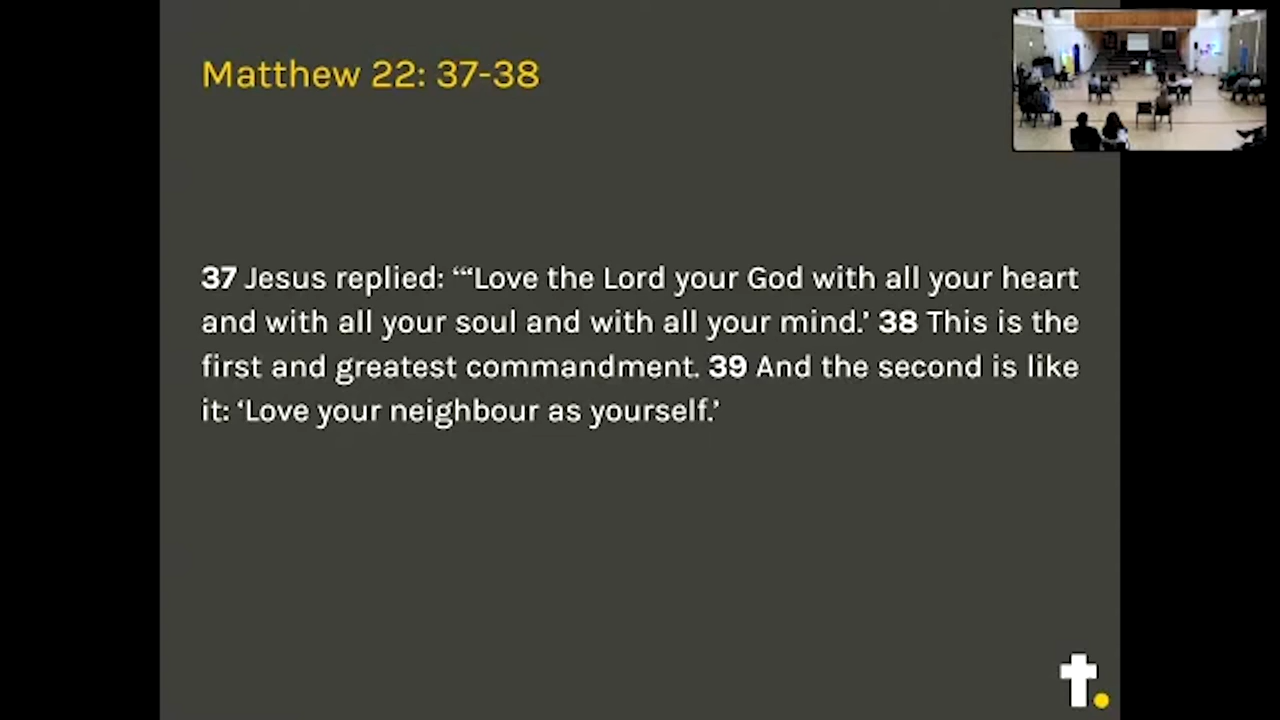 Matthew 22: 37-38
37 Jesus replied: “‘Love the Lord your God with all your heart
and with all your soul and with all your mind.’ 38 This is the
first and greatest commandment. 39 And the second is like
it: ‘Love your neighbour as yourself.’